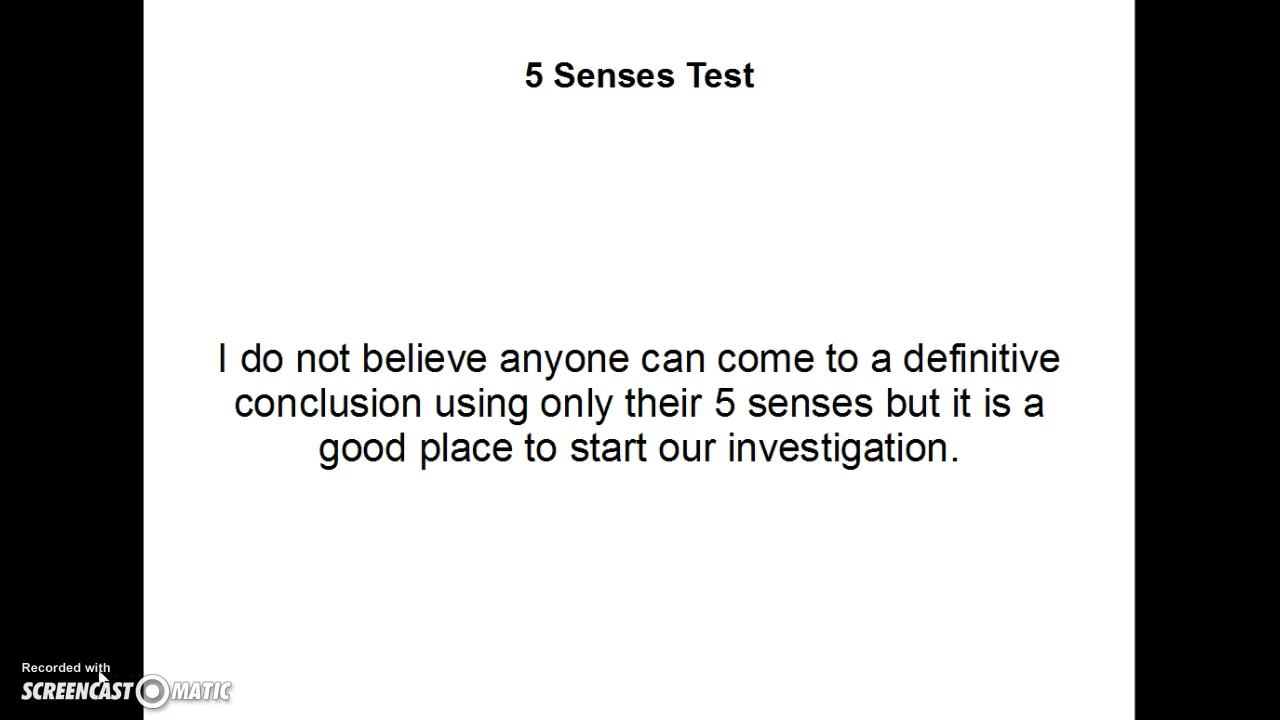 5 Senses Test
I do not believe anyone can come to a definitive
conclusion using only their 5 senses but it is a
good place to start our investigation.
Recorded with
SCREENCAST MATIC